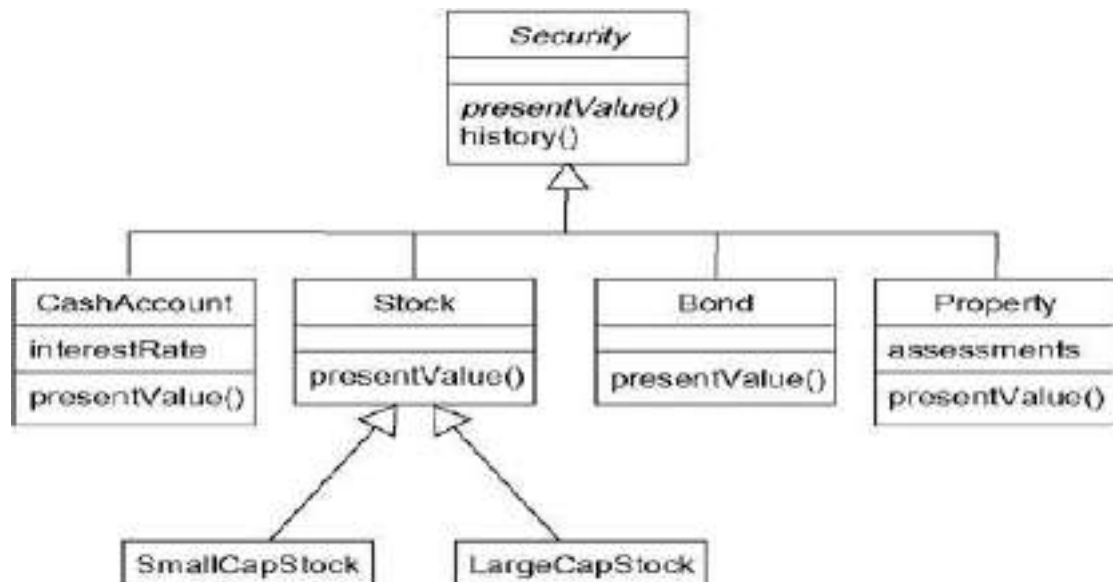 Security
presentValue()
history()
CashAccount
interestRate
presentValue()
Stock
presentValue()
Bond
presentValue()
Property
assessments
presentValue()
SmallCapStock
LargeCapStock